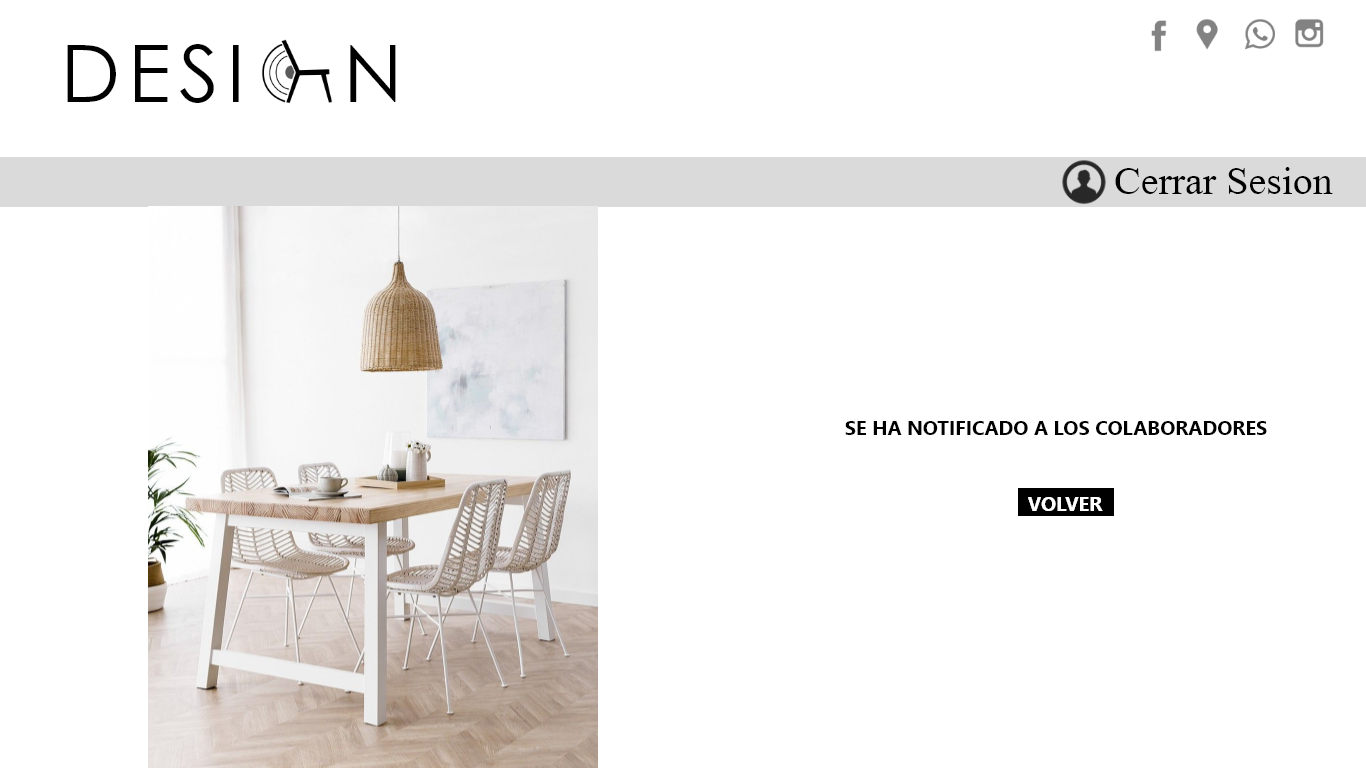 DESIGN
Cerrar Sesion
SE HA NOTIFICADO A LOS COLABORADORES
VOLVER